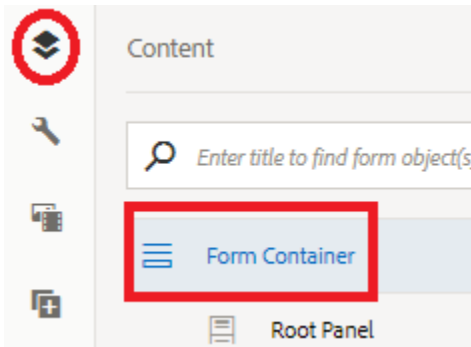 Content
Enter title to find form object(s
Form Container
Root Panel